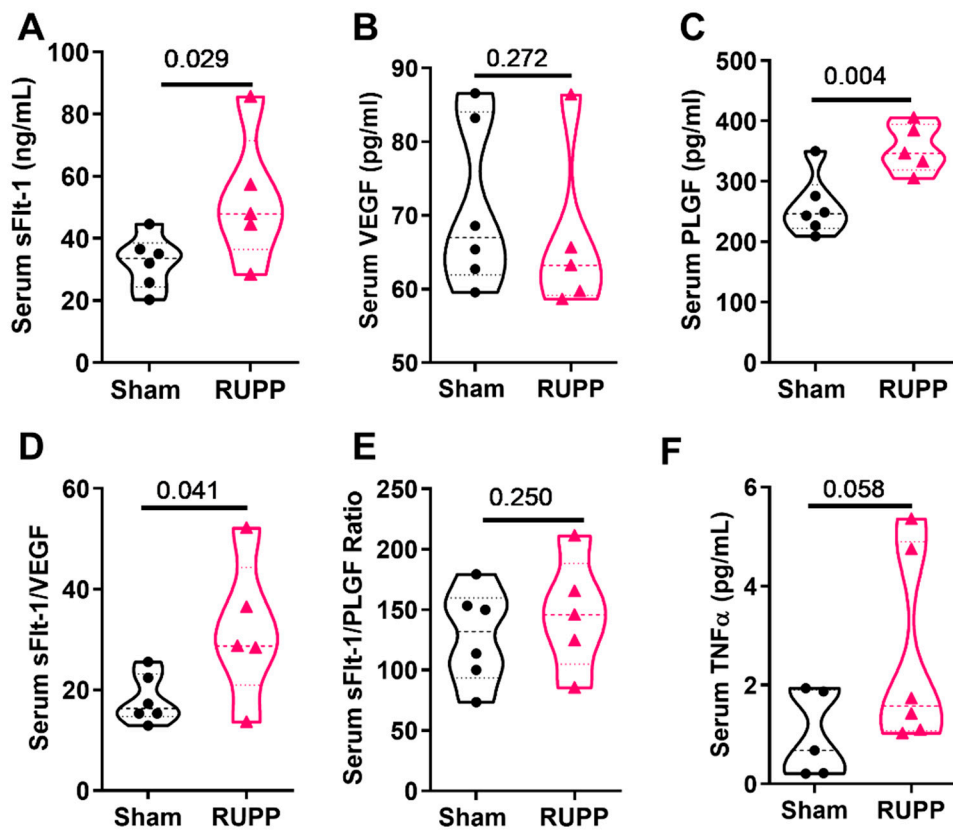 A
Serum sFlt-1 (ng/mL)
100
80
60
40
20
0
0.029
Sham RUPP
B
Serum VEGF (pg/ml)
90
80
70
60
50
0.272
Sham RUPP
C
Serum PLGF (pg/ml)
500
400
300
200
100
0
0.004
Sham RUPP
D
Serum sFlt-1/VEGF
60
40
20
0
0.041
Sham RUPP
E
Serum sFlt-1/PLGF Ratio
250
200
150
100
50
0
0.250
Sham RUPP
F
Serum TNFα (pg/mL)
6
4
2
0
0.058
Sham RUPP